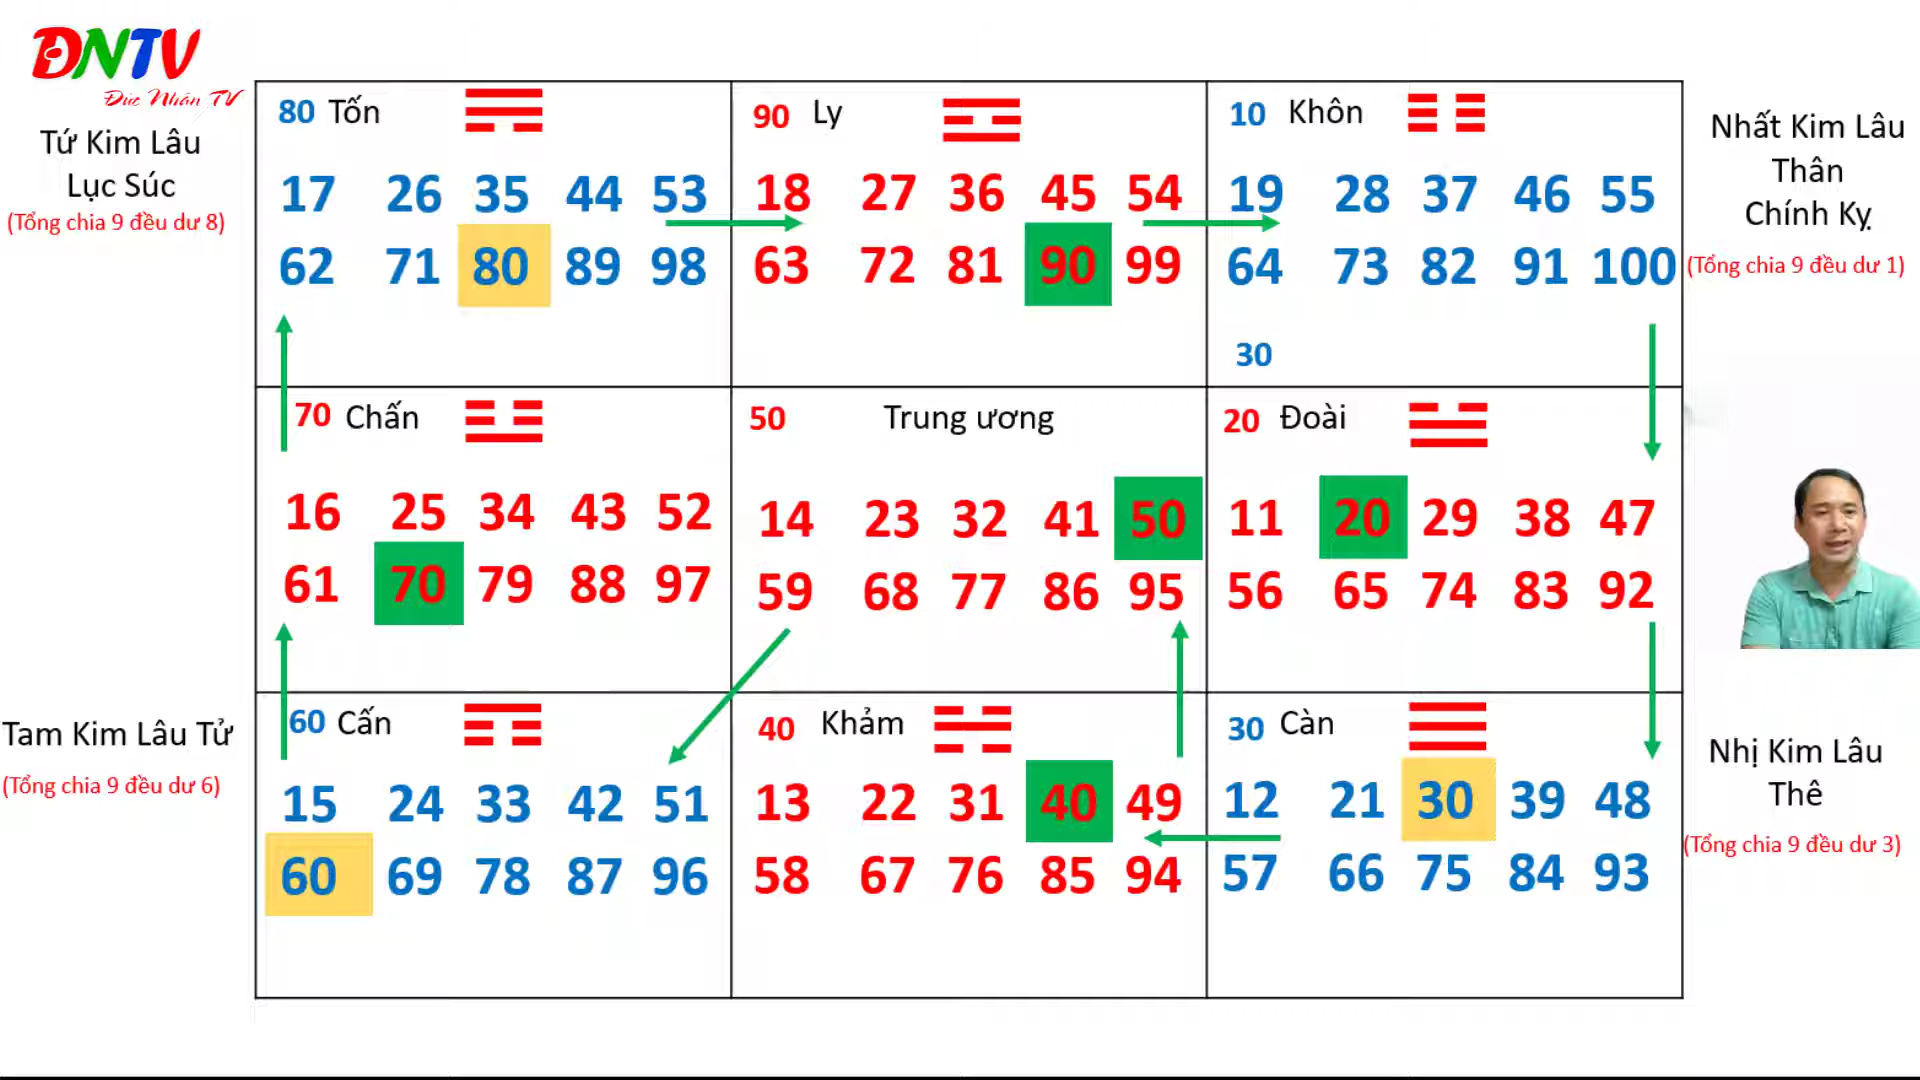 ĐNTV
Đức Nhân TV
Tứ Kim Lâu
Lục Súc
(Tổng chia 9 đều dư 8)
80 Tốn
17 26 35 44 53
62 71 80 89 98
90 Ly
18 27 36 45 54
63 72 81 90 99
10 Khôn
19 28 37 46 55
64 73 82 91 100
30
Nhất Kim Lâu
Thân
Chính Kỵ
(Tổng chia 9 đều dư 1)
70 Chấn
16 25 34 43 52
61 70 79 88 97
50 Trung ương
14 23 32 41 50
59 68 77 86 95
20 Đoài
11 20 29 38 47
56 65 74 83 92
Tam Kim Lâu Tử
(Tổng chia 9 đều dư 6)
60 Cấn
15 24 33 42 51
60 69 78 87 96
40 Khảm
13 22 31 40 49
58 67 76 85 94
30 Càn
12 21 30 39 48
57 66 75 84 93
Nhị Kim Lâu
Thê
(Tổng chia 9 đều dư 3)